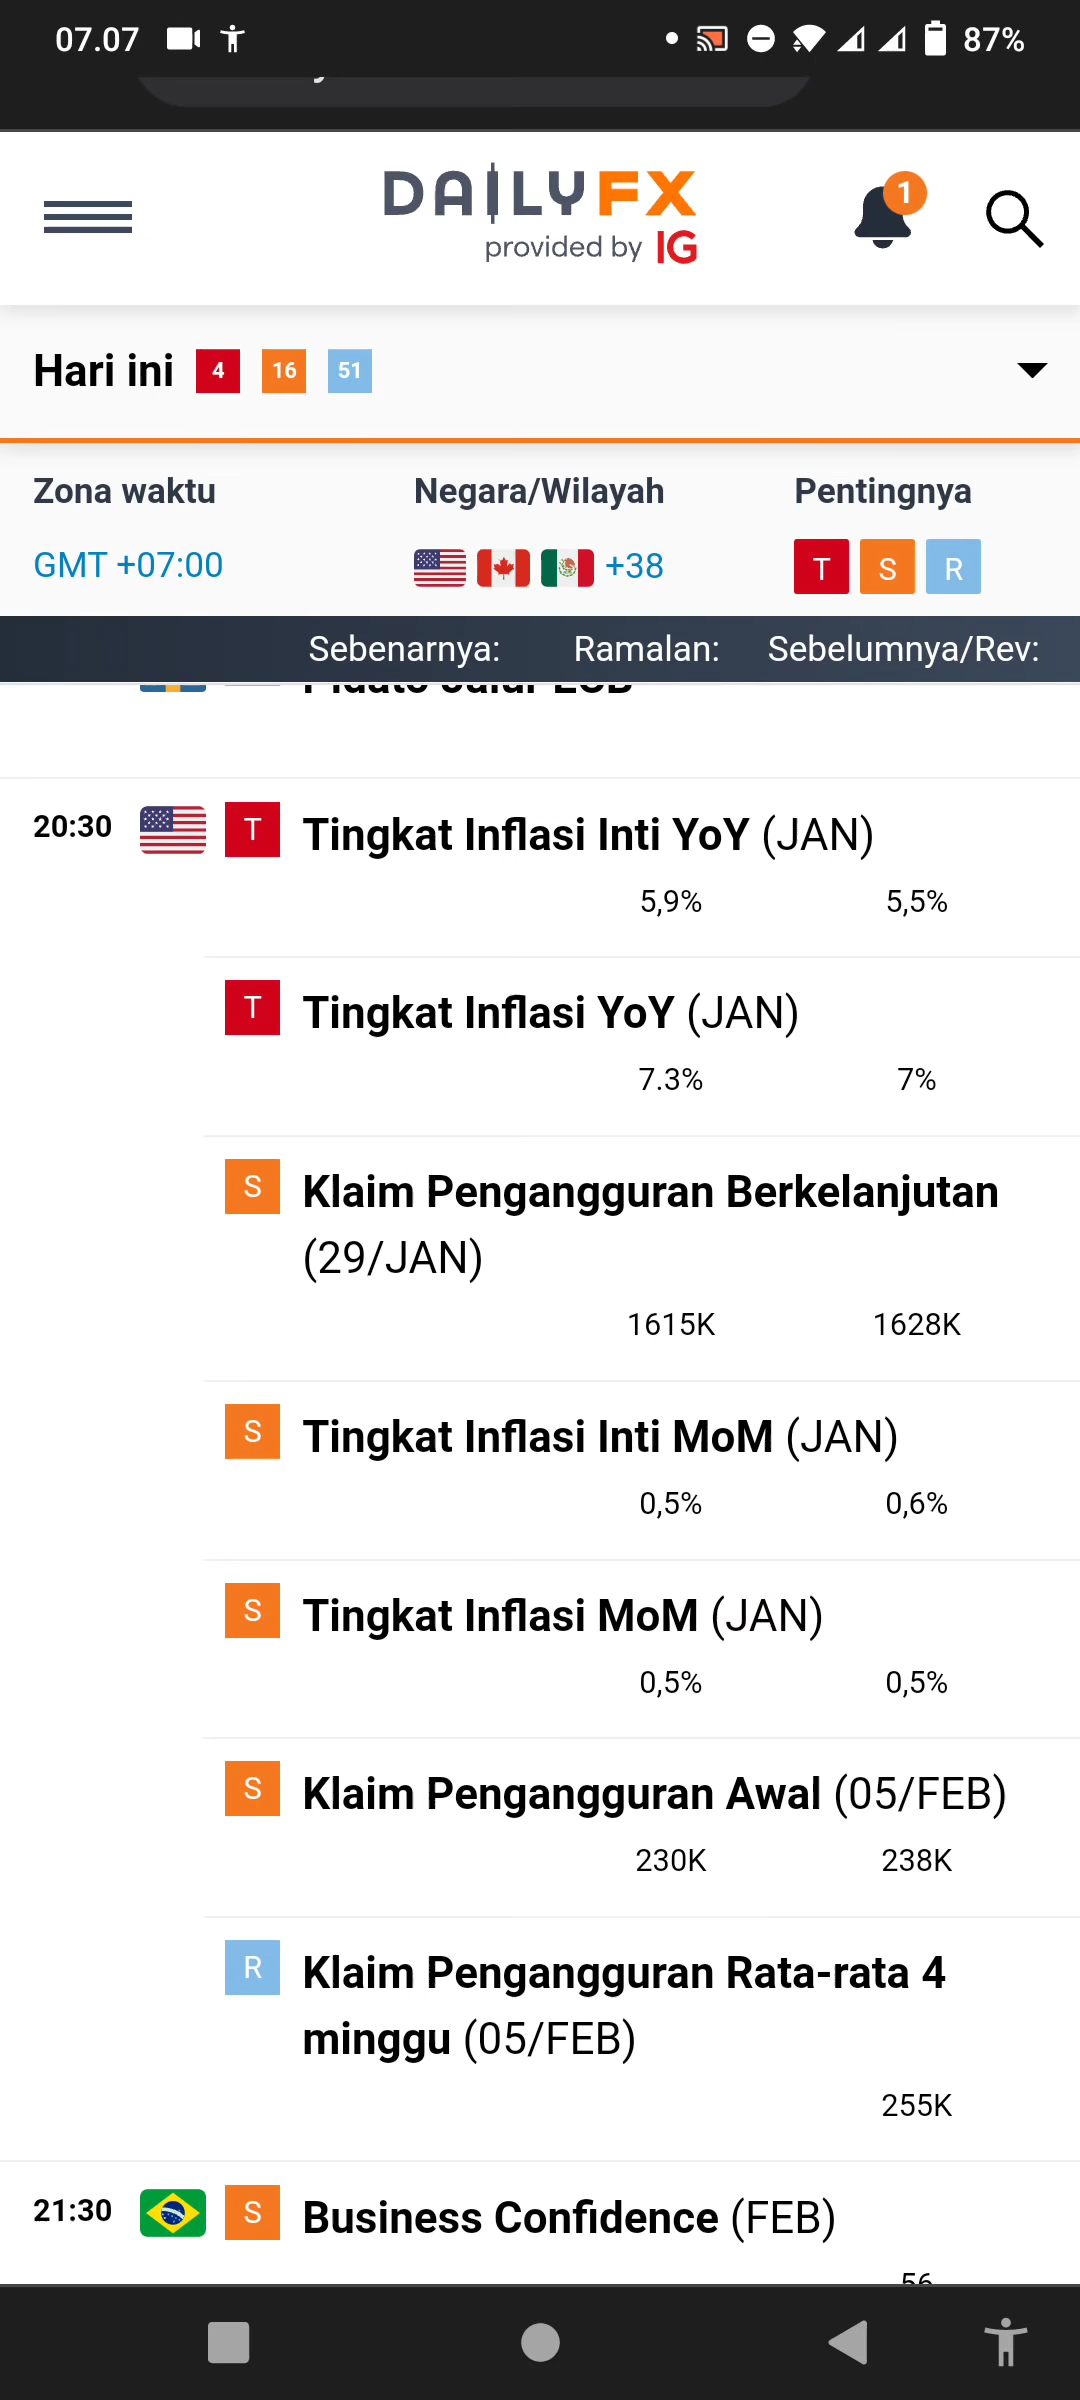 07.07 87%
DAILYFX
provided by IG
1
Hari ini 4 16 51
Zona waktu Negara/Wilayah Pentingnya
GMT +07:00 +38 T S R
Sebenarnya: Ramalan: Sebelumnya/Rev:
20:30 T Tingkat Inflasi Inti YoY (JAN)
5,9% 5,5%
T Tingkat Inflasi YoY (JAN)
7.3% 7%
S Klaim Pengangguran Berkelanjutan
(29/JAN)
1615K 1628K
S Tingkat Inflasi Inti MoM (JAN)
0,5% 0,6%
S Tingkat Inflasi MoM (JAN)
0,5% 0,5%
S Klaim Pengangguran Awal (05/FEB)
230K 238K
R Klaim Pengangguran Rata-rata 4
minggu (05/FEB)
255K
21:30 S Business Confidence (FEB)
56